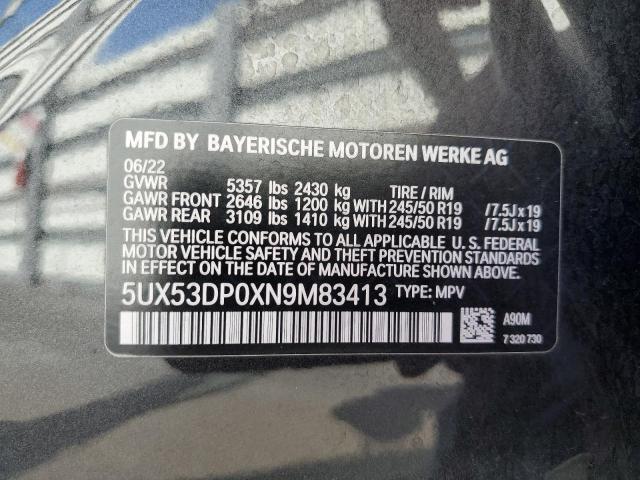 MFD BY BAYERISCHE MOTOREN WERKE AG
06/22
GVWR 5357 lbs 2430 kg TIRE / RIM
GAWR FRONT 2646 lbs 1200 kg WITH 245/50 R19 /7.5J x 19
GAWR REAR 3109 lbs 1410 kg WITH 245/50 R19 /7.5J x 19
THIS VEHICLE CONFORMS TO ALL APPLICABLE U. S. FEDERAL
MOTOR VEHICLE SAFETY AND THEFT PREVENTION STANDARDS
IN EFFECT ON THE DATE OF MANUFACTURE SHOWN ABOVE.
5UX53DP0XN9M83413 TYPE: MPV
A90M
7 320 730